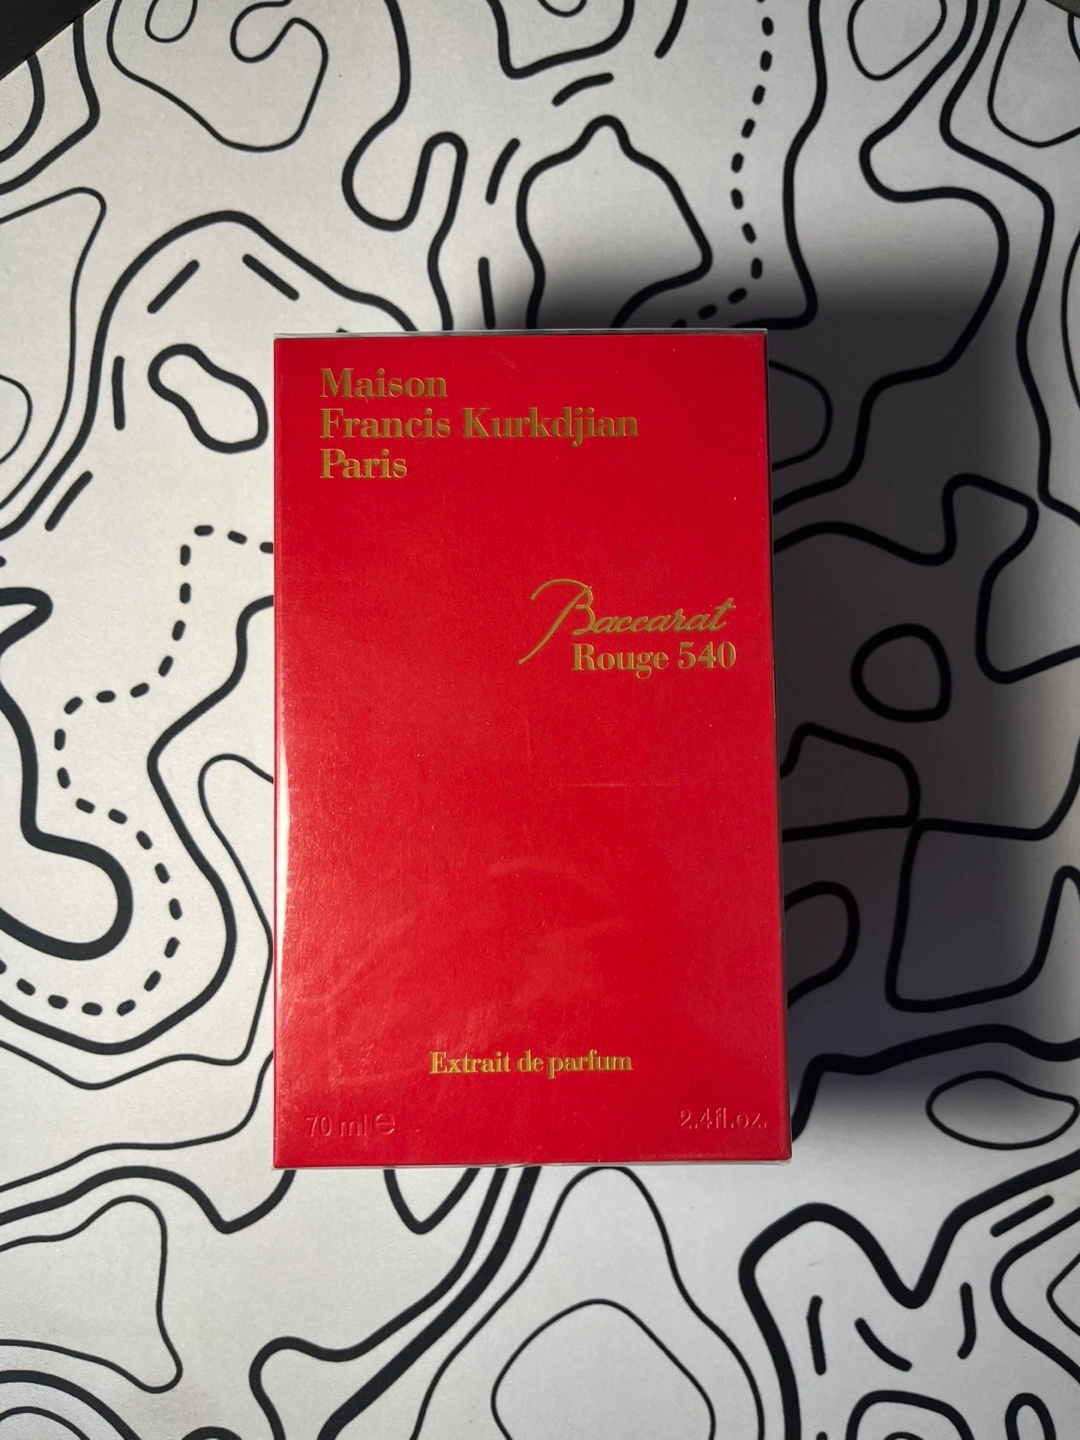 Maison
Francis Kurkdjian
Paris
Baccarat
Rouge 540
Extrait de parfum
70 ml ℮ 2.4fl.oz.